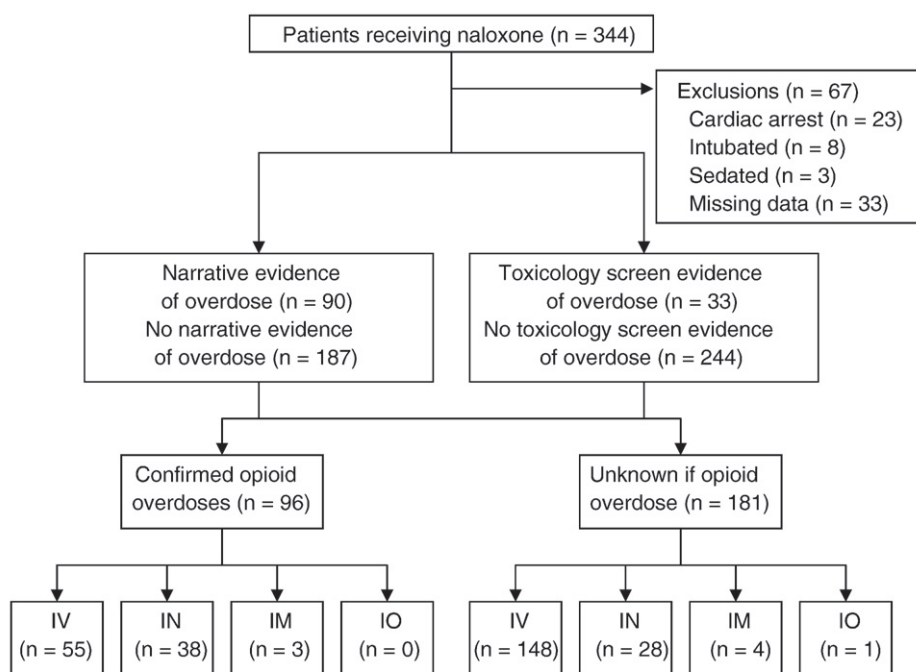 Patients receiving naloxone (n = 344)
Exclusions (n = 67)
Cardiac arrest (n = 23)
Intubated (n = 8)
Sedated (n = 3)
Missing data (n = 33)
Narrative evidence
of overdose (n = 90)
No narrative evidence
of overdose (n = 187)
Toxicology screen evidence
of overdose (n = 33)
No toxicology screen evidence
of overdose (n = 244)
Confirmed opioid
overdoses (n = 96)
Unknown if opioid
overdose (n = 181)
IV
(n = 55)
IN
(n = 38)
IM
(n = 3)
IO
(n = 0)
IV
(n = 148)
IN
(n = 28)
IM
(n = 4)
IO
(n = 1)